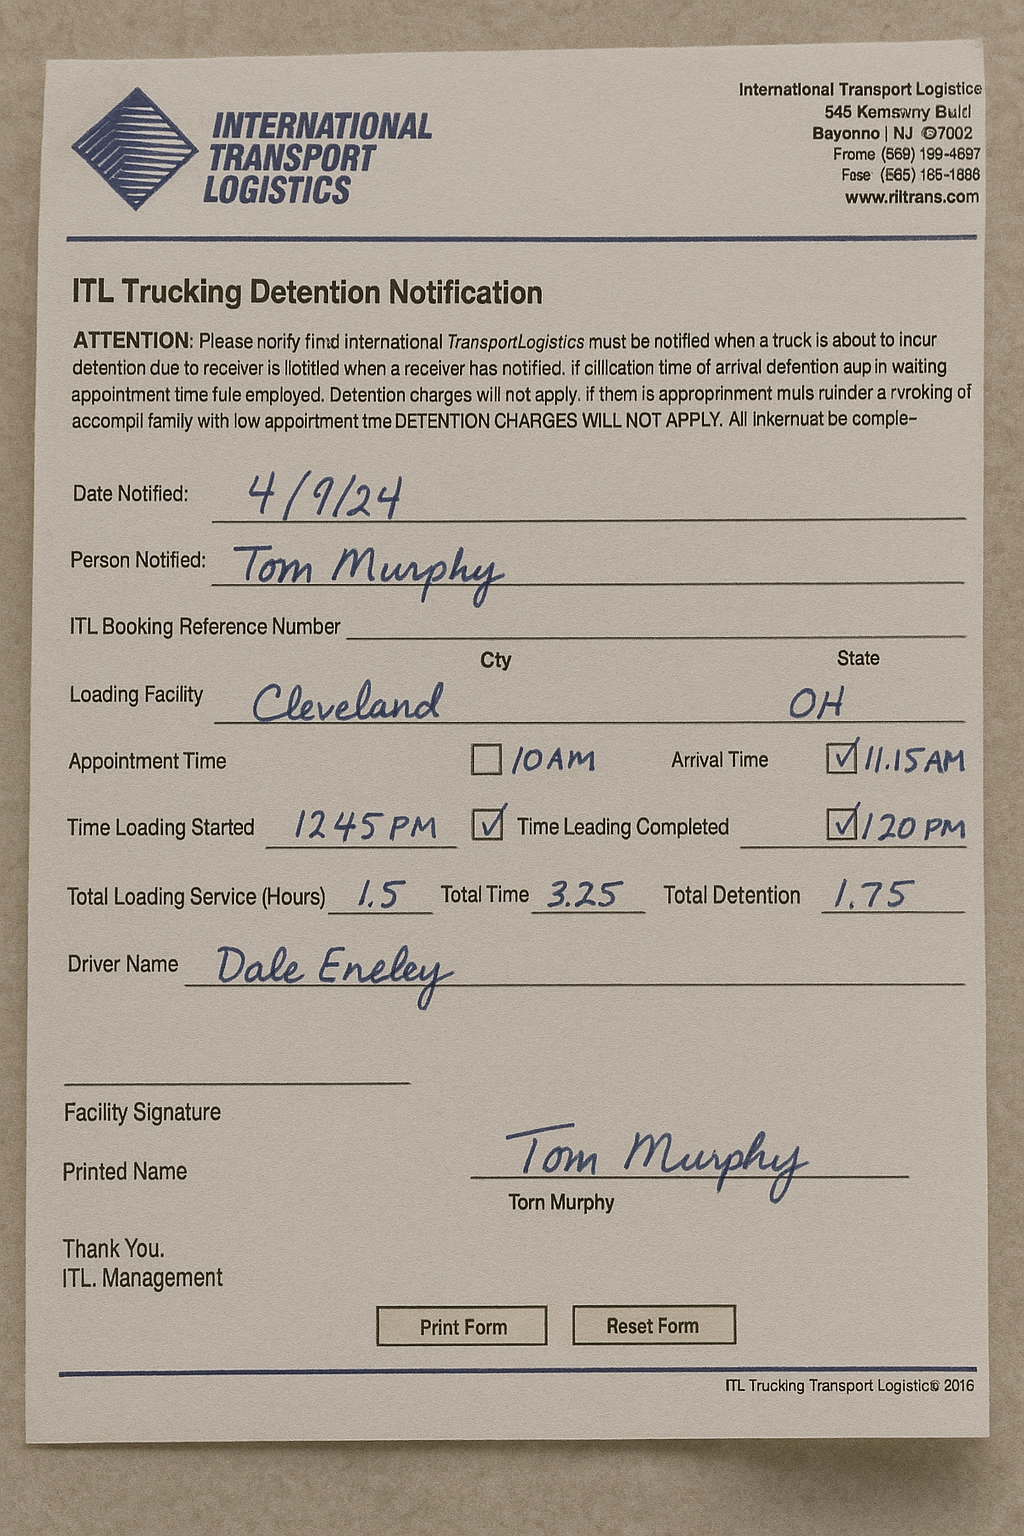 INTERNATIONAL
TRANSPORT
LOGISTICS
International Transport Logistice
545 Kemswny Buld
Bayonno | NJ 07002
Frome (569) 199-4697
Fose (565) 165-1886
www.riltrans.com
ITL Trucking Detention Notification
ATTENTION: Please norify find international TransportLogistics must be notified when a truck is about to incur
detention due to receiver is llotitled when a receiver has notified. if cilllcation time of arrival defention aup in waiting
appointment time fule employed. Detention charges will not apply. if them is approprinment muls ruinder a rvroking of
accompil family with low appoirtment tme DETENTION CHARGES WILL NOT APPLY. All Inkernuat be comple-
Date Notified: 4/9/24
Person Notified: Tom Murphy
ITL Booking Reference Number
Cty State
Loading Facility Cleveland OH
Appointment Time 10 AM Arrival Time 11.15 AM
Time Loading Started 1245 PM Time Leading Completed 120 PM
Total Loading Service (Hours) 1.5 Total Time 3.25 Total Detention 1.75
Driver Name Dale Eneley
Facility Signature
Printed Name Tom Murphy
Torn Murphy
Thank You.
ITL. Management
Print Form Reset Form
ITL Trucking Transport Logistic© 2016